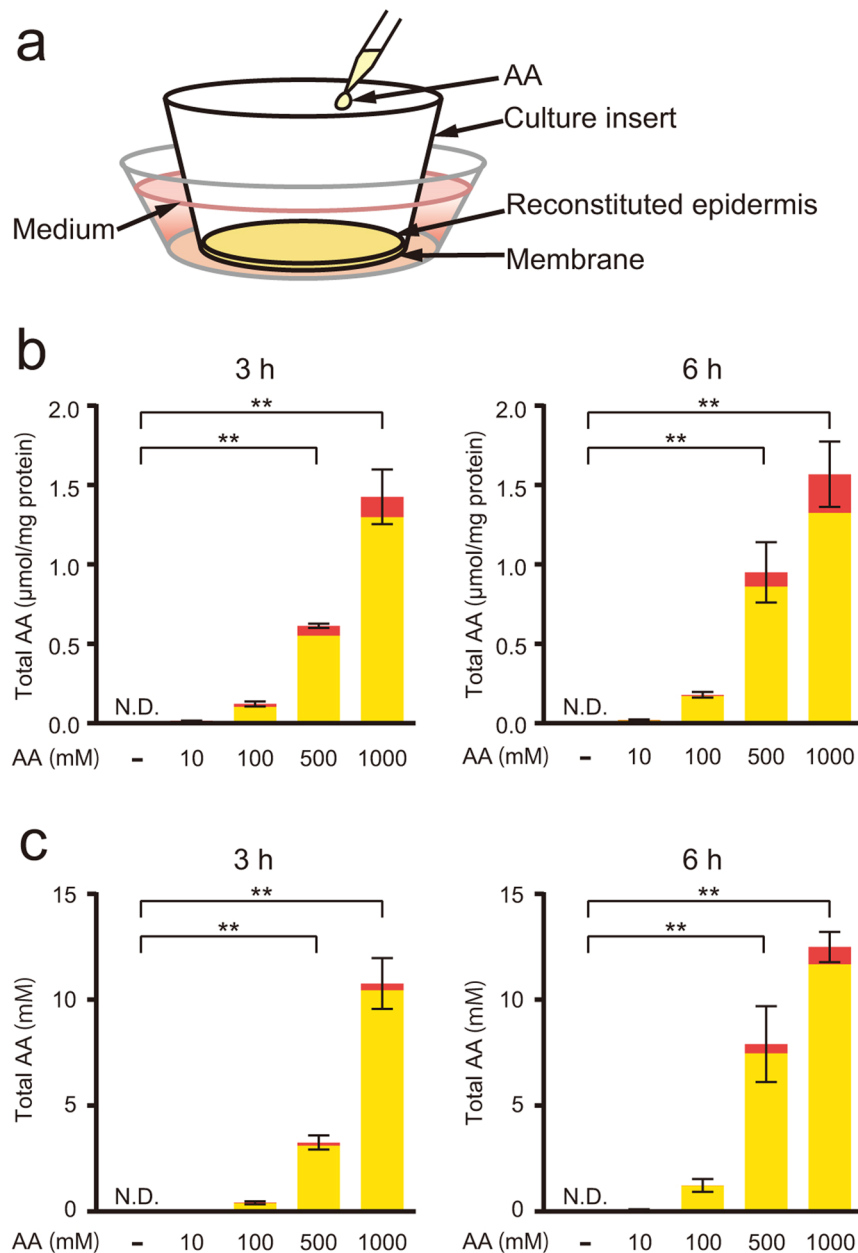 a
AA
Culture insert
Medium
Reconstituted epidermis
Membrane
b
3 h
Total AA (µmol/mg protein)
2.0
1.5
1.0
0.5
0.0
**
**
N.D.
AA (mM) - 10 100 500 1000
6 h
Total AA (µmol/mg protein)
2.0
1.5
1.0
0.5
0.0
**
**
N.D.
AA (mM) - 10 100 500 1000
c
3 h
Total AA (mM)
15
10
5
0
**
**
N.D.
AA (mM) - 10 100 500 1000
6 h
Total AA (mM)
15
10
5
0
**
**
N.D.
AA (mM) - 10 100 500 1000